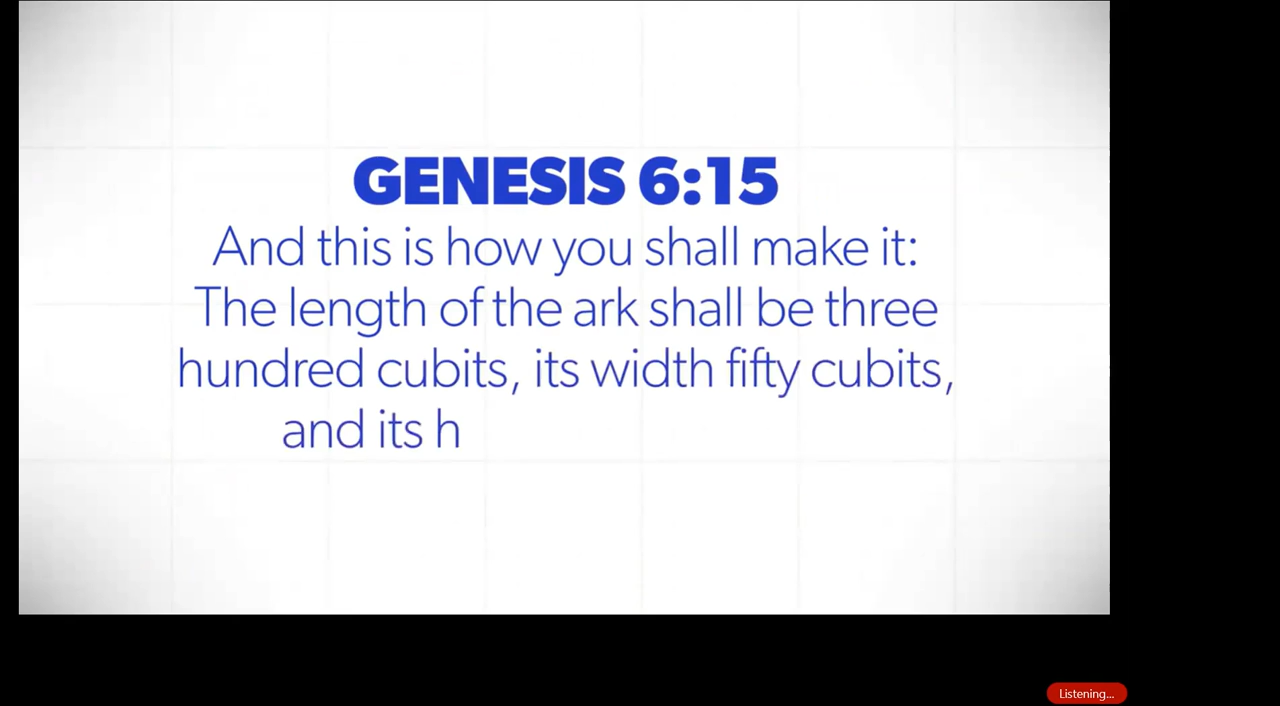 GENESIS 6:15
And this is how you shall make it:
The length of the ark shall be three
hundred cubits, its width fifty cubits,
and its h
Listening...